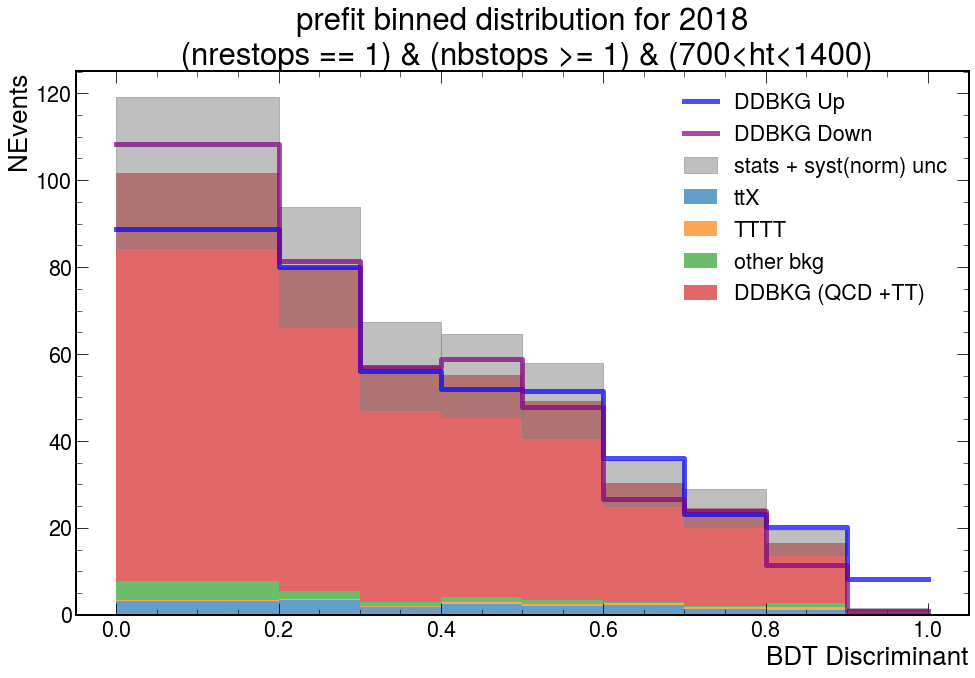 prefit binned distribution for 2018
(nrestops == 1) & (nbstops >= 1) & (700<ht<1400)
NEvents
120
100
80
60
40
20
0
DDBKG Up
DDBKG Down
stats + syst(norm) unc
ttX
TTTT
other bkg
DDBKG (QCD +TT)
0.0 0.2 0.4 0.6 0.8 1.0
BDT Discriminant